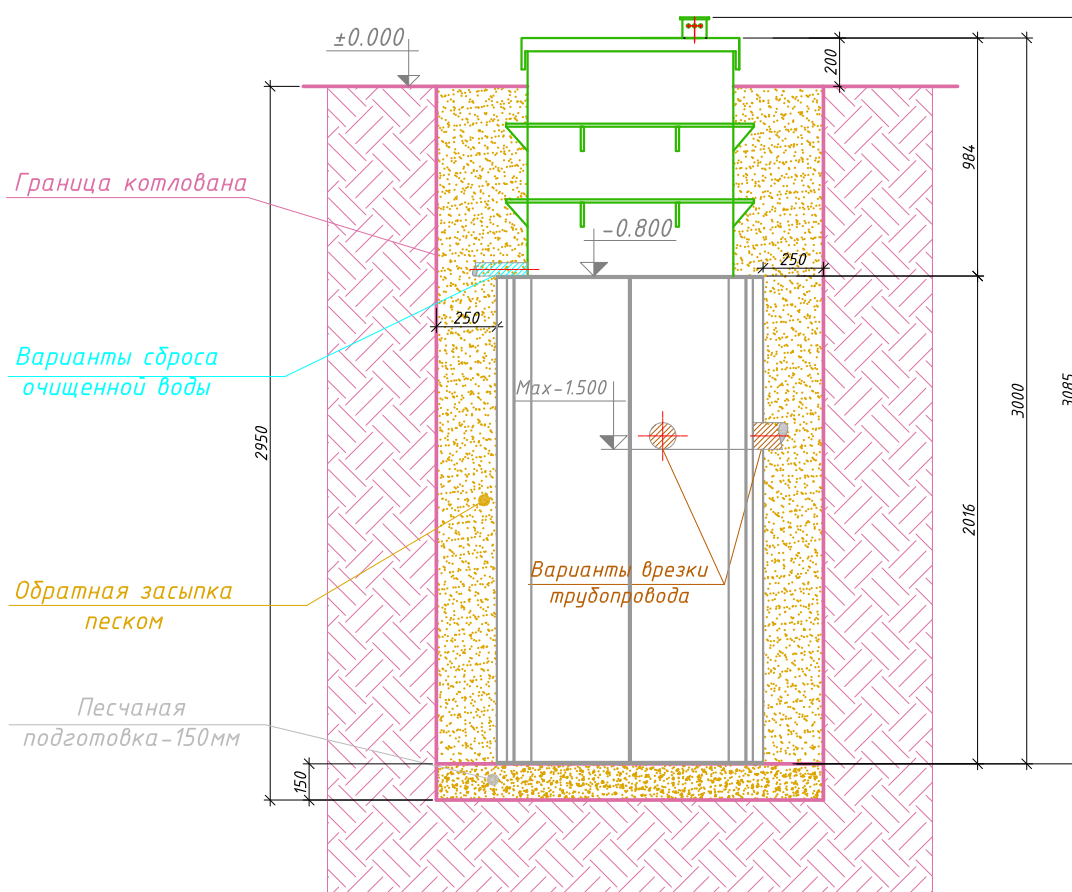 ±0.000
200
984
Граница котлована
-0.800
250
250
Варианты сброса
очищенной воды
Max-1.500
2950
3000
3085
2016
Варианты врезки
трубопровода
Обратная засыпка
песком
Песчаная
подготовка-150мм
150